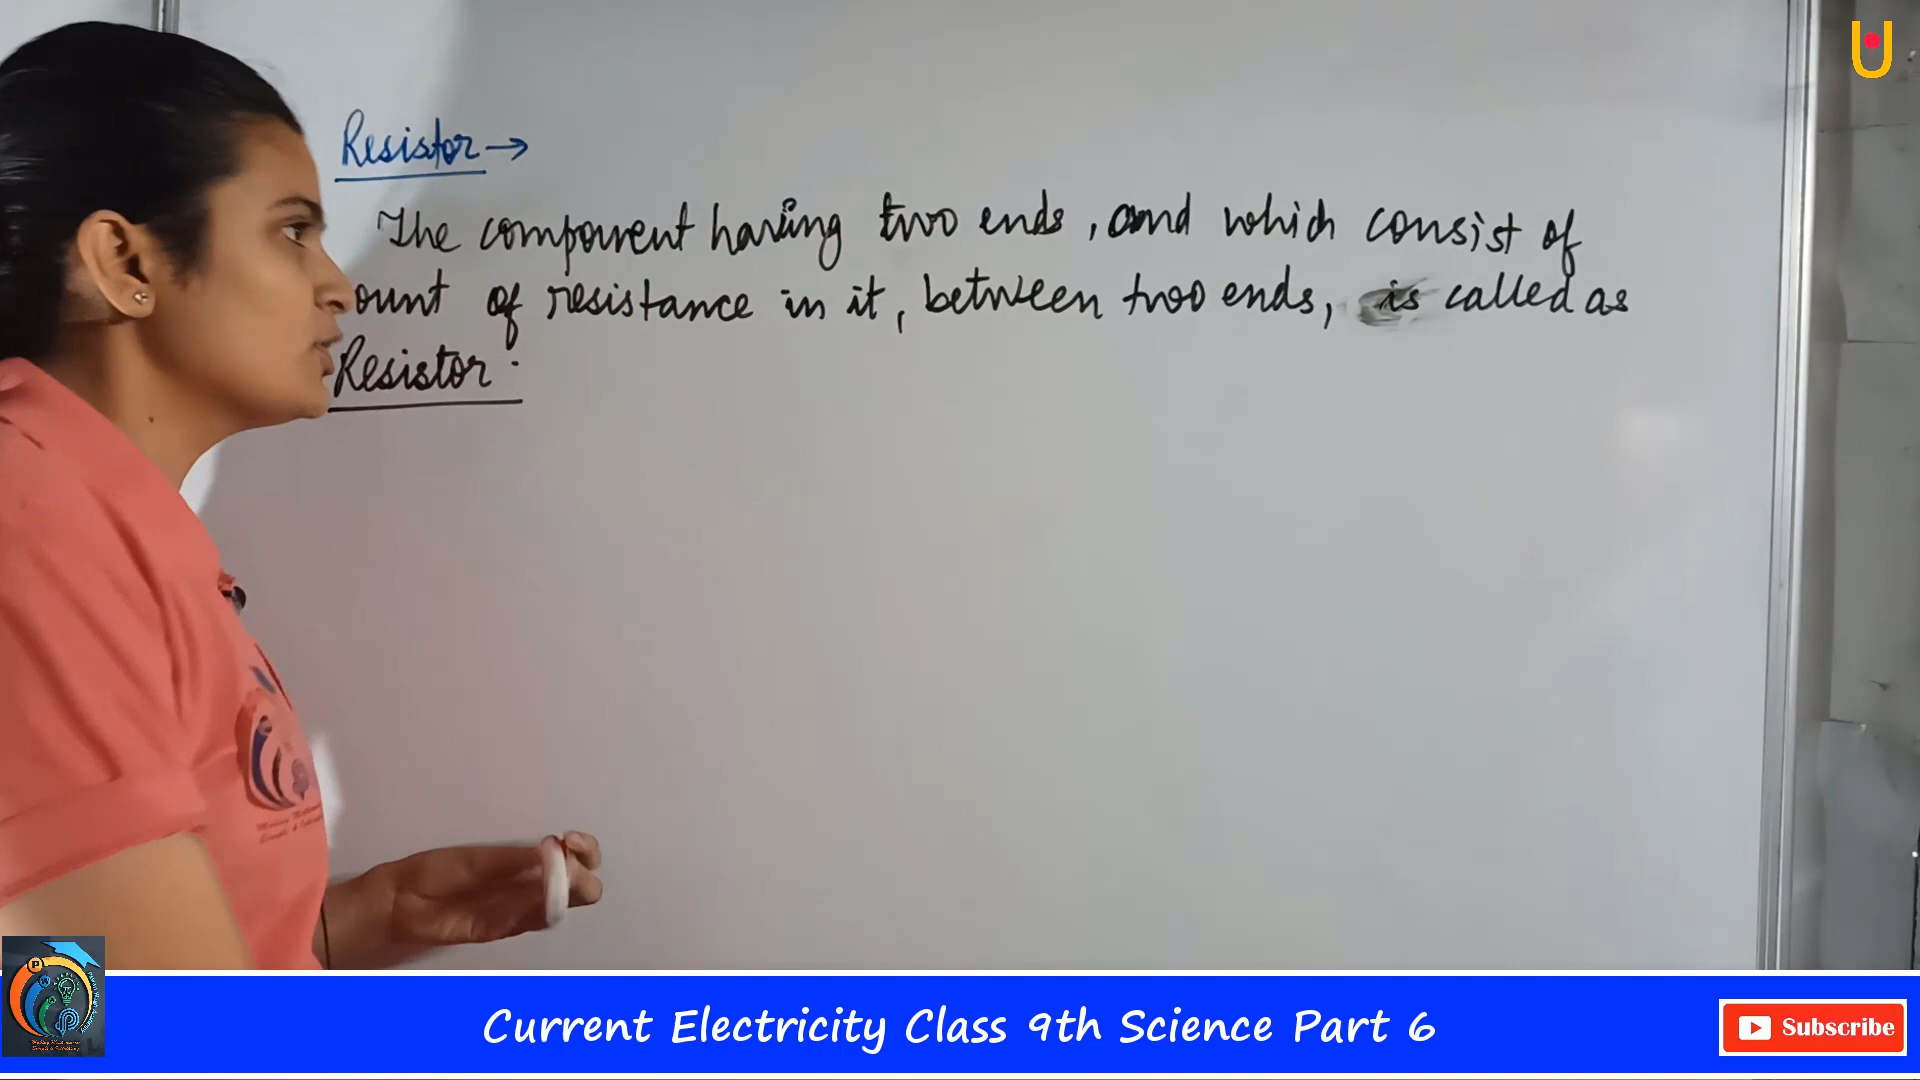 Resistor →
The component having two ends, and which consist of
ount of resistance in it, between two ends, is called as
Resistor.
Current Electricity Class 9th Science Part 6
Subscribe